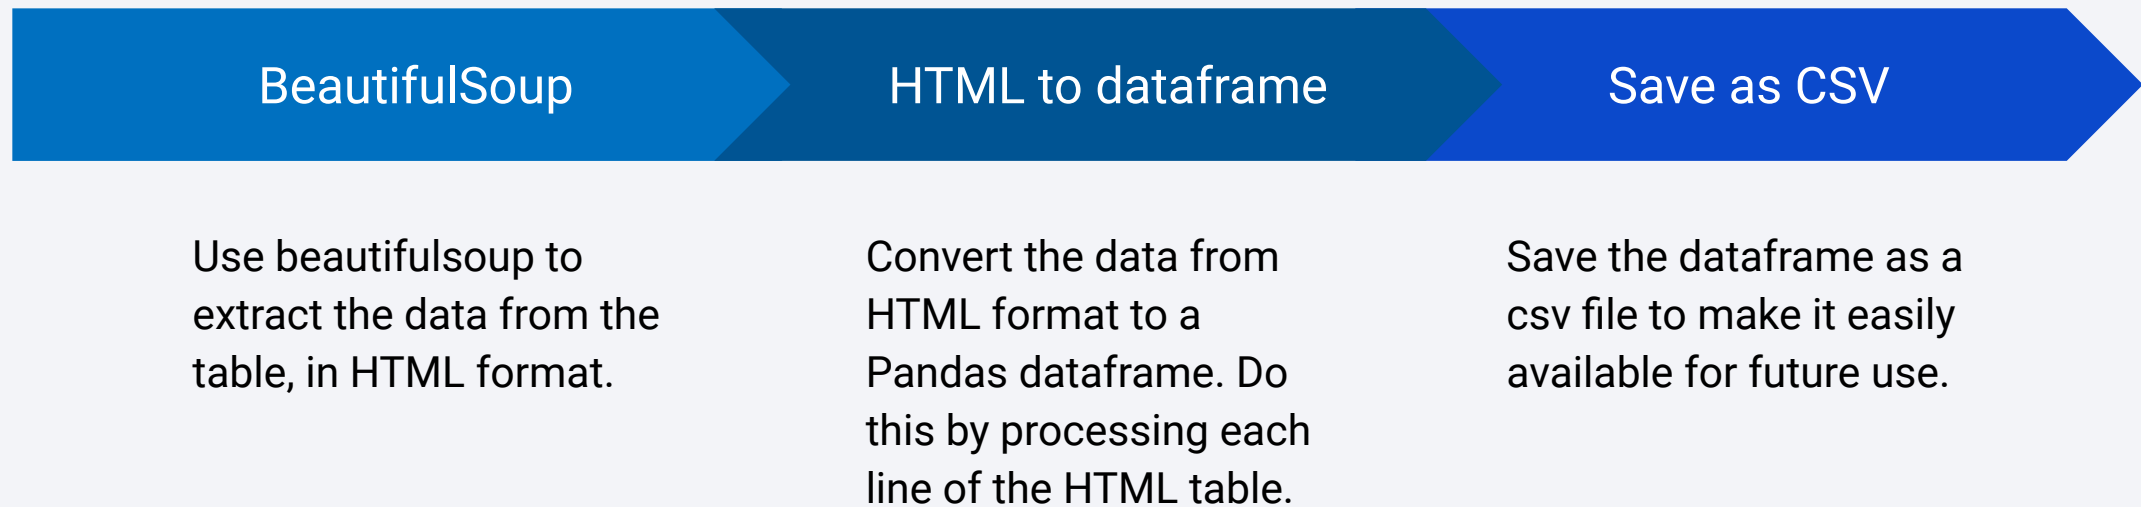 BeautifulSoup
HTML to dataframe
Save as CSV
Use beautifulsoup to
extract the data from the
table, in HTML format.
Convert the data from
HTML format to a
Pandas dataframe. Do
this by processing each
line of the HTML table.
Save the dataframe as a
csv file to make it easily
available for future use.